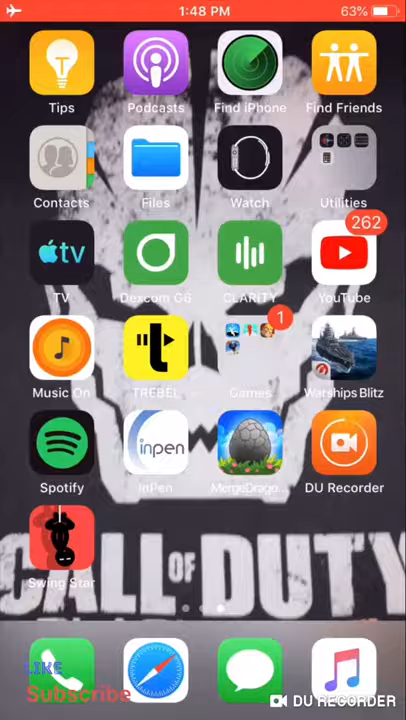 1:48 PM
63%
Tips
Podcasts
Find iPhone
Find Friends
Contacts
Files
Watch
Utilities
tv
262
TV
Dexcom G6
CLARITY
YouTube
1
Music On
TREBEL
Games
Warships Blitz
inpen
Spotify
InPen
MergeDrago...
DU Recorder
Swing Star
CALL OF DUTY
LIKE
Subscribe
DU RECORDER